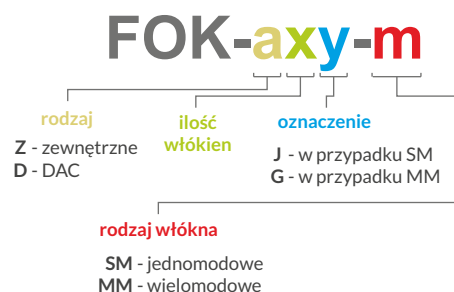 FOK-axy-m
rodzaj
Z - zewnętrzne
D - DAC
ilość
włókien
oznaczenie
J - w przypadku SM
G - w przypadku MM
rodzaj włókna
SM - jednomodowe
MM - wielomodowe